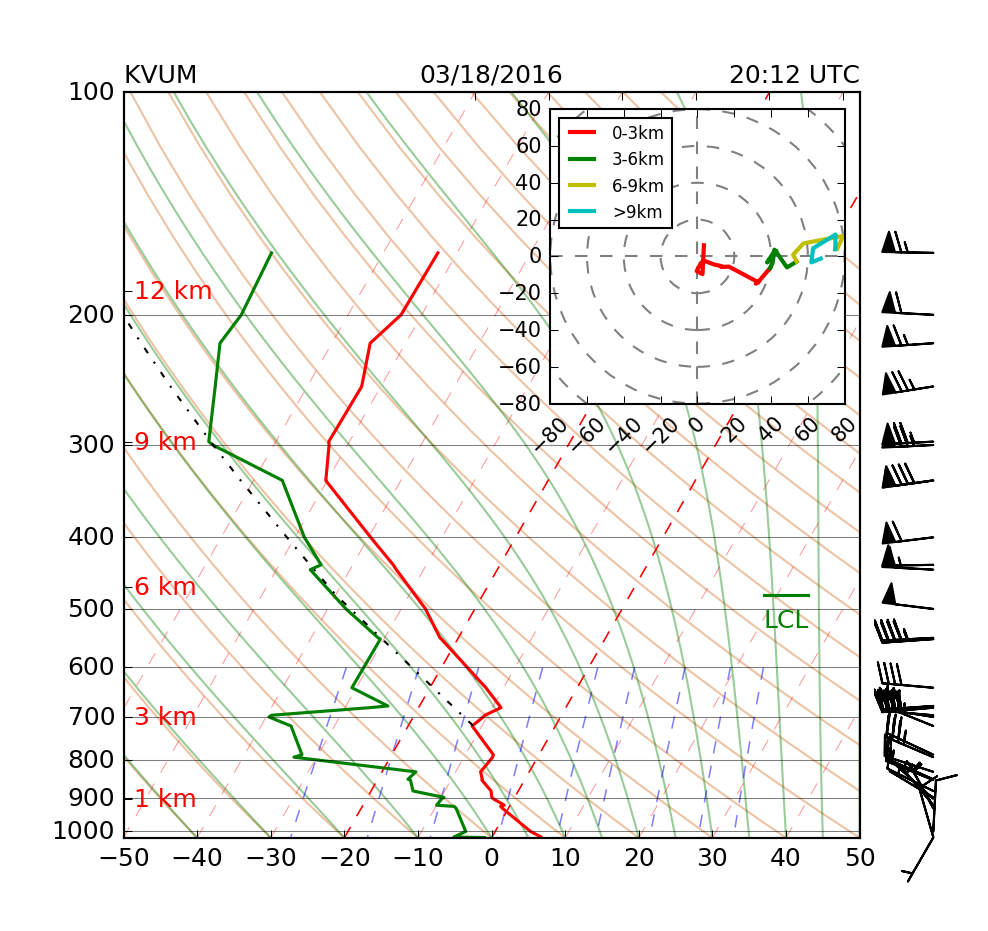 KVUM 03/18/2016 20:12 UTC
100
80
0-3km
60
3-6km
40
6-9km
20
>9km
0
12 km
−20
200
−40
−60
−80
−80 −60 −40 −20 0 20 40 60 80
9 km
300
400
6 km
500
LCL
600
3 km
700
800
1 km
900
1000
−50 −40 −30 −20 −10 0 10 20 30 40 50